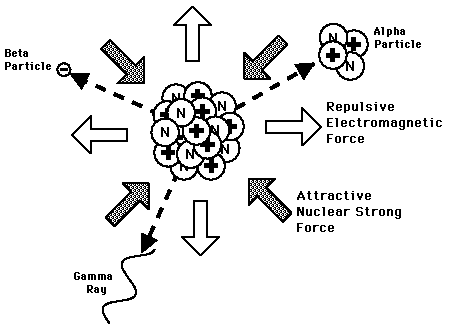 Beta
Particle
Alpha
Particle
Repulsive
Electromagnetic
Force
Attractive
Nuclear Strong
Force
Gamma
Ray
N
N
N
N
N
N
N
N
N